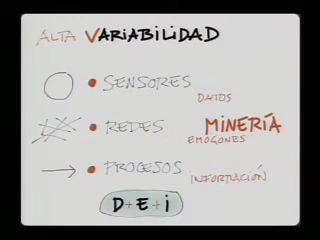 ALTA VARIABILIDAD
• SENSORES
DATOS
• REDES MINERÍA
EMOCIONES
• PROCESOS
INFORMACIÓN
D+E+i